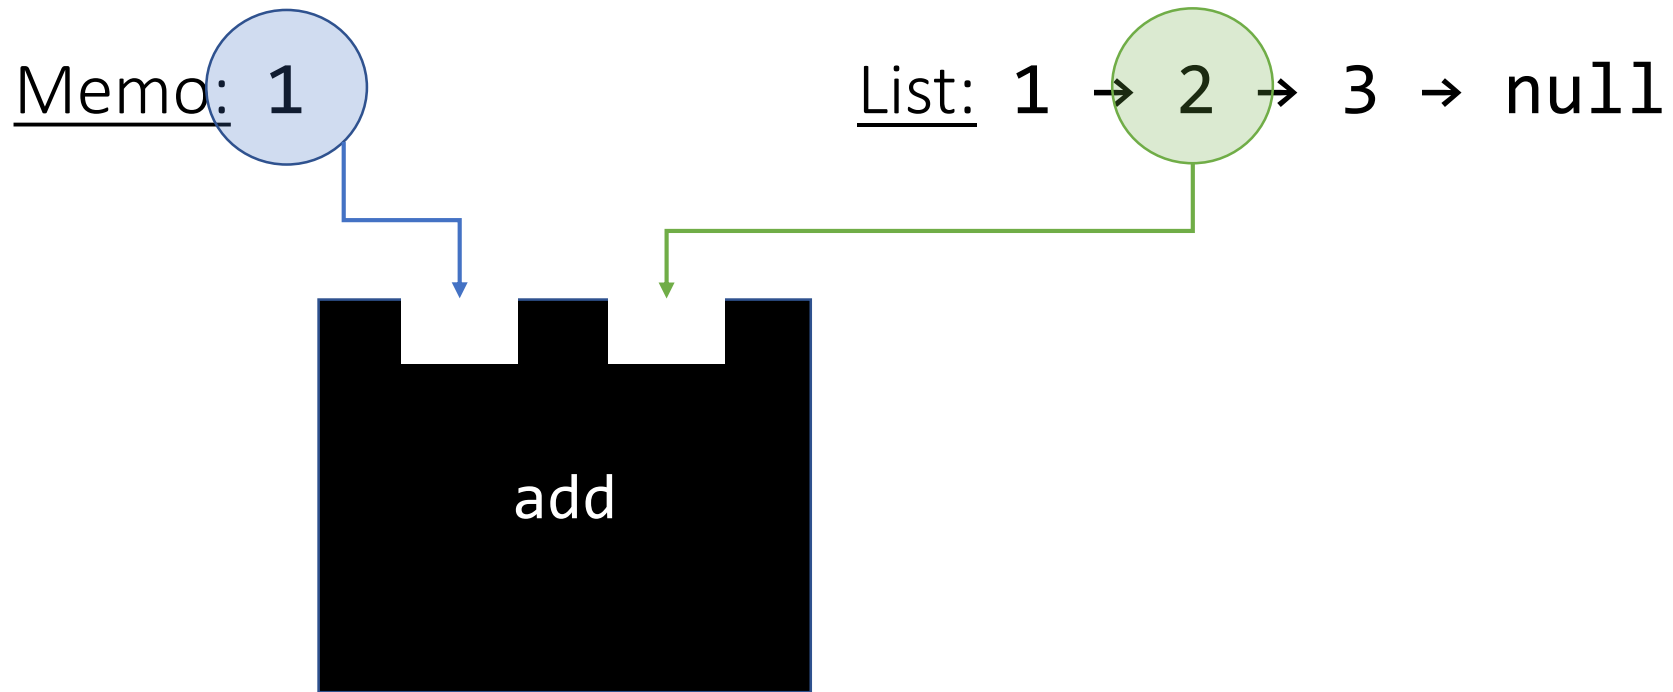 Memo: 1
List: 1 → 2 → 3 → null
add